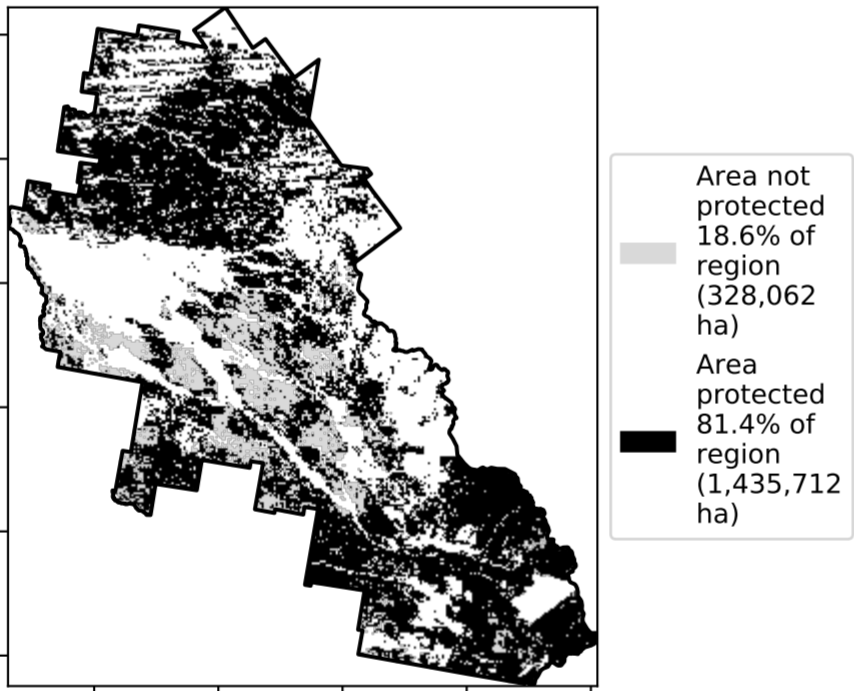 Area not
protected
18.6% of
region
(328,062
ha)
Area
protected
81.4% of
region
(1,435,712
ha)